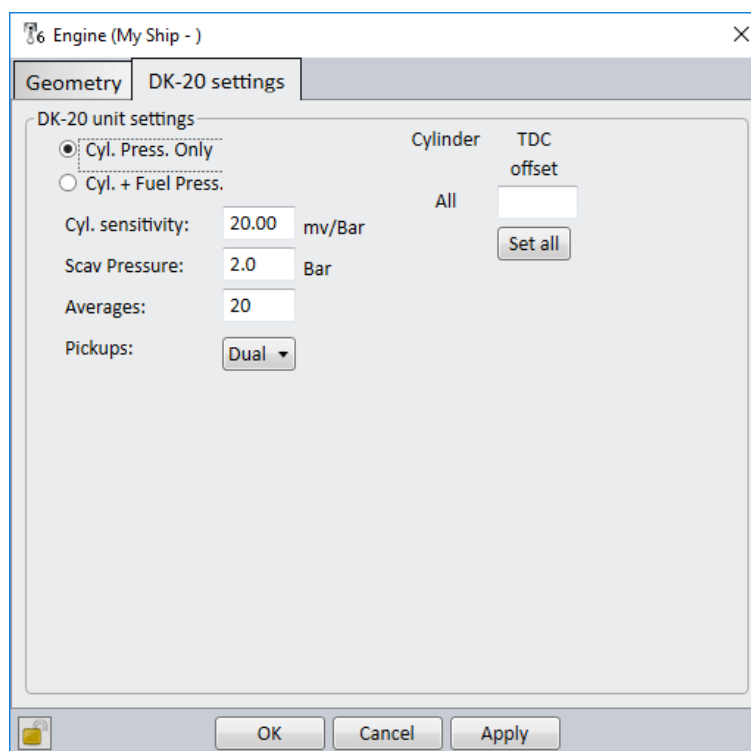 Engine (My Ship - )
Geometry
DK-20 settings
DK-20 unit settings
Cyl. Press. Only
Cyl. + Fuel Press.
Cyl. sensitivity: 20.00 mv/Bar
Scav Pressure: 2.0 Bar
Averages: 20
Pickups: Dual
Cylinder
TDC
offset
All
Set all
OK
Cancel
Apply